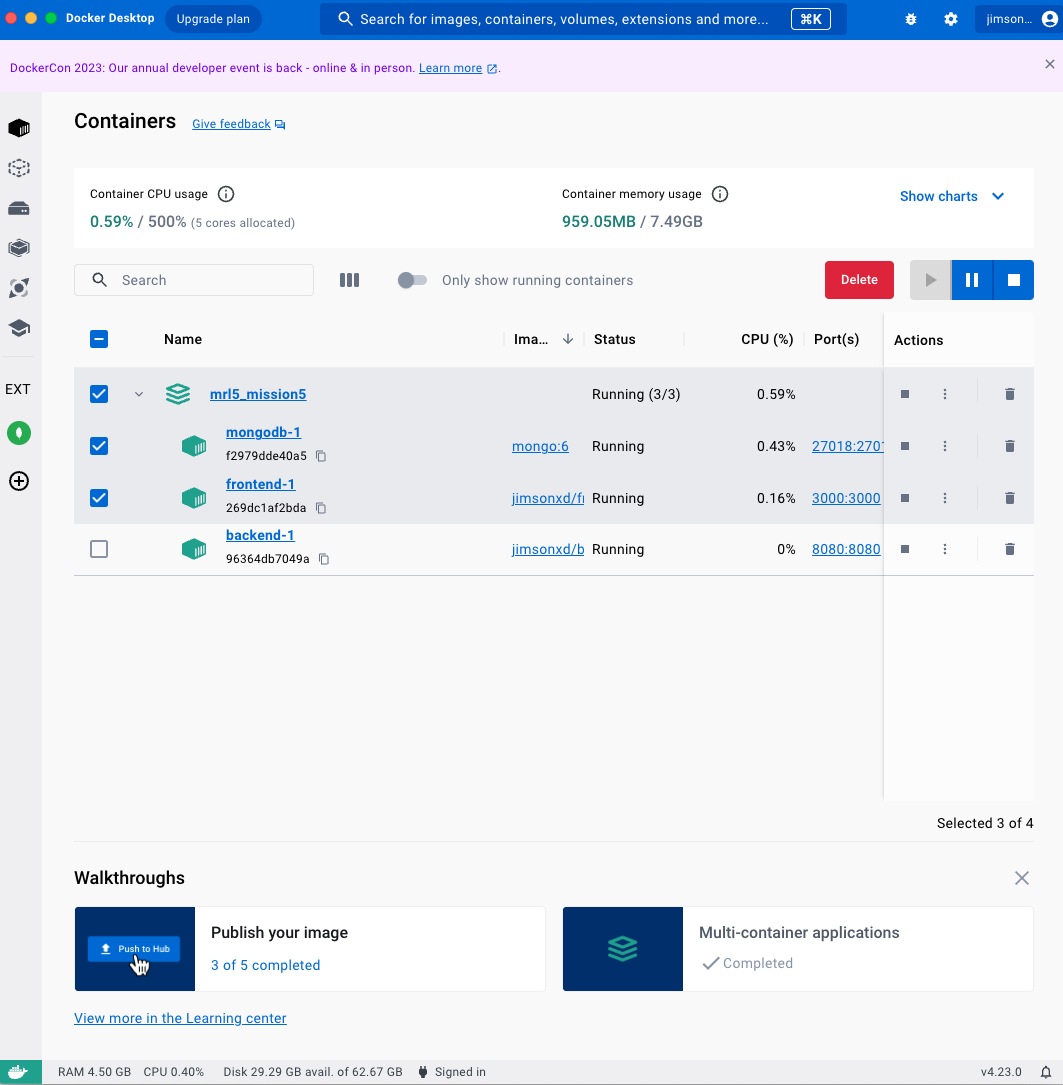 Docker Desktop Upgrade plan Search for images, containers, volumes, extensions and more... ⌘K jimson...
DockerCon 2023: Our annual developer event is back - online & in person. Learn more .
Containers Give feedback
Container CPU usage Container memory usage Show charts
0.59% / 500% (5 cores allocated) 959.05MB / 7.49GB
Search Only show running containers Delete
Name Ima... Status CPU (%) Port(s) Actions
EXT
mrl5_mission5 Running (3/3) 0.59%
mongodb-1
f2979dde40a5 mongo:6 Running 0.43% 27018:2701
frontend-1
269dc1af2bda jimsonxd/fr Running 0.16% 3000:3000
backend-1
96364db7049a jimsonxd/b Running 0% 8080:8080
Selected 3 of 4
Walkthroughs
Push to Hub
Publish your image
3 of 5 completed
Multi-container applications
Completed
View more in the Learning center
RAM 4.50 GB CPU 0.40% Disk 29.29 GB avail. of 62.67 GB Signed in v4.23.0